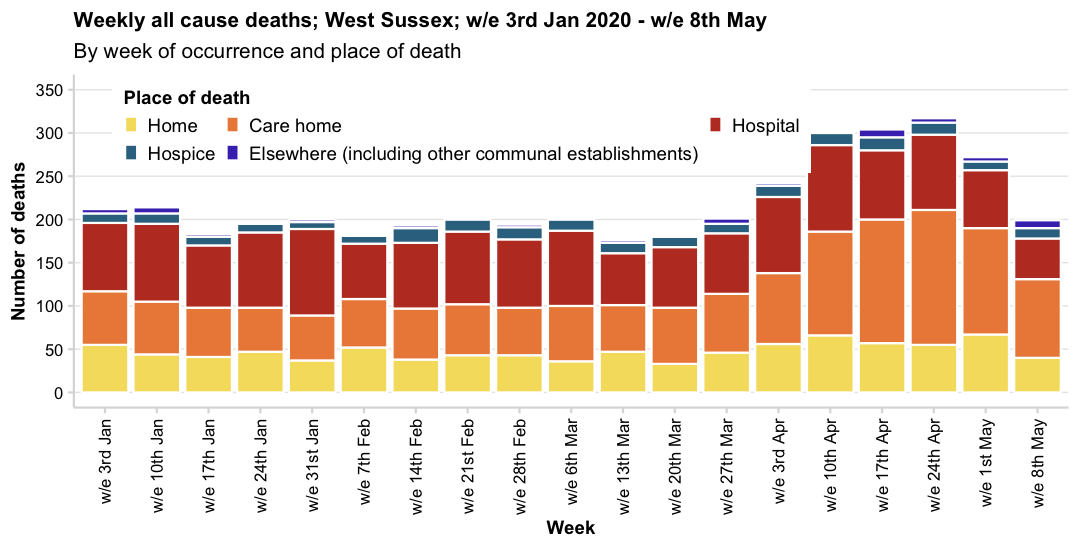 Weekly all cause deaths; West Sussex; w/e 3rd Jan 2020 - w/e 8th May
By week of occurrence and place of death
Number of deaths
350
300
250
200
150
100
50
0
Place of death
Home Care home Hospital
Hospice Elsewhere (including other communal establishments)
w/e 3rd Jan
w/e 10th Jan
w/e 17th Jan
w/e 24th Jan
w/e 31st Jan
w/e 7th Feb
w/e 14th Feb
w/e 21st Feb
w/e 28th Feb
w/e 6th Mar
w/e 13th Mar
w/e 20th Mar
w/e 27th Mar
w/e 3rd Apr
w/e 10th Apr
w/e 17th Apr
w/e 24th Apr
w/e 1st May
w/e 8th May
Week